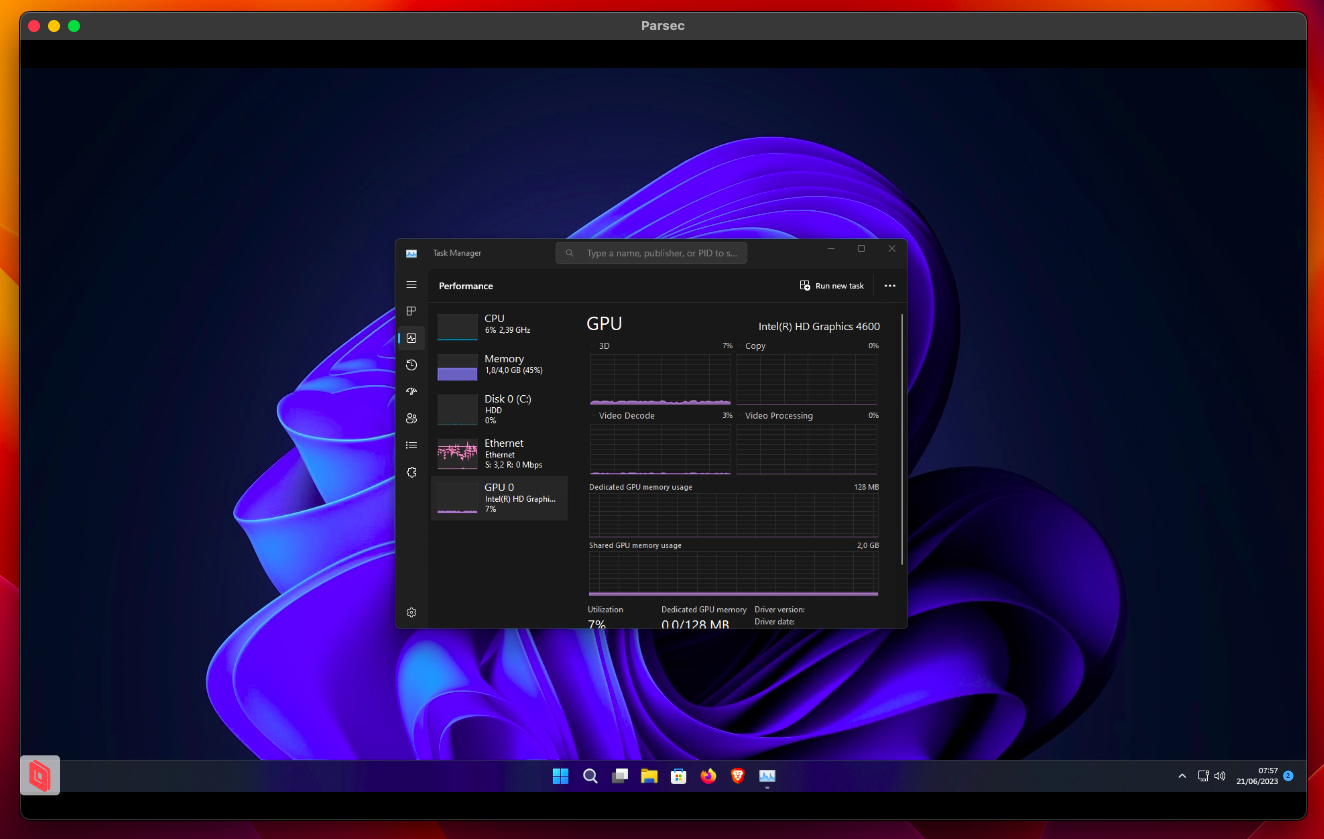 Parsec
Task Manager
Type a name, publisher, or PID to s...
Performance
Run new task
CPU
6% 2,39 GHz
Memory
1,8/4,0 GB (45%)
Disk 0 (C:)
HDD
0%
Ethernet
Ethernet
S: 3,2 R: 0 Mbps
GPU 0
Intel(R) HD Graphi...
7%
GPU
Intel(R) HD Graphics 4600
3D 7%
Copy 0%
Video Decode 3%
Video Processing 0%
Dedicated GPU memory usage 128 MB
Shared GPU memory usage 2,0 GB
Utilization
7%
Dedicated GPU memory
0,0/128 MB
Driver version:
Driver date:
07:57
21/06/2023
2